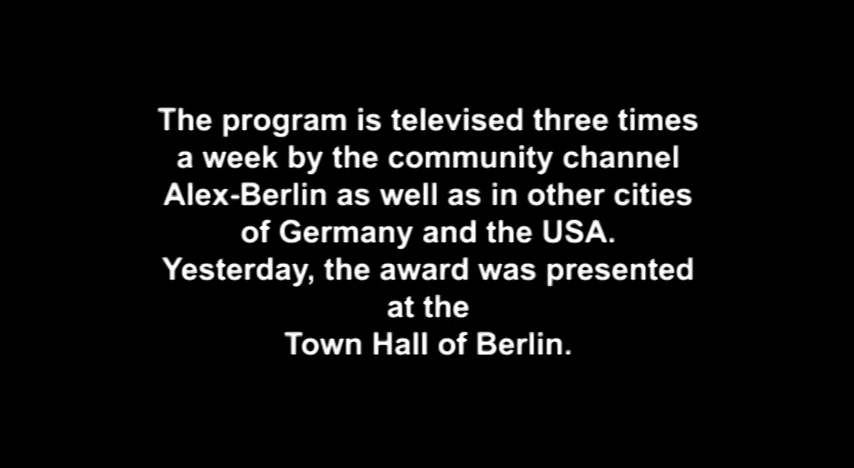 The program is televised three times
a week by the community channel
Alex-Berlin as well as in other cities
of Germany and the USA.
Yesterday, the award was presented
at the
Town Hall of Berlin.